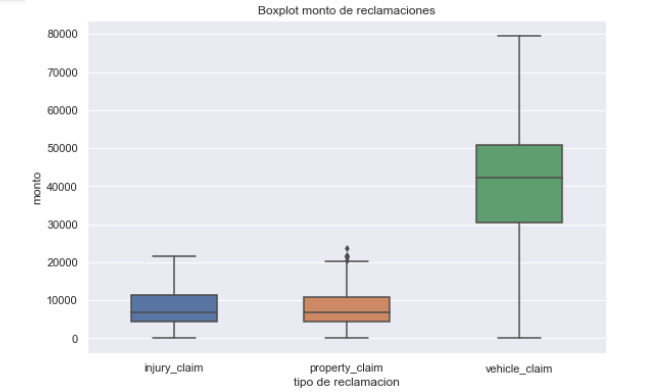 Boxplot monto de reclamaciones
80000
70000
60000
50000
40000
30000
20000
10000
0
monto
injury_claim property_claim vehicle_claim
tipo de reclamacion